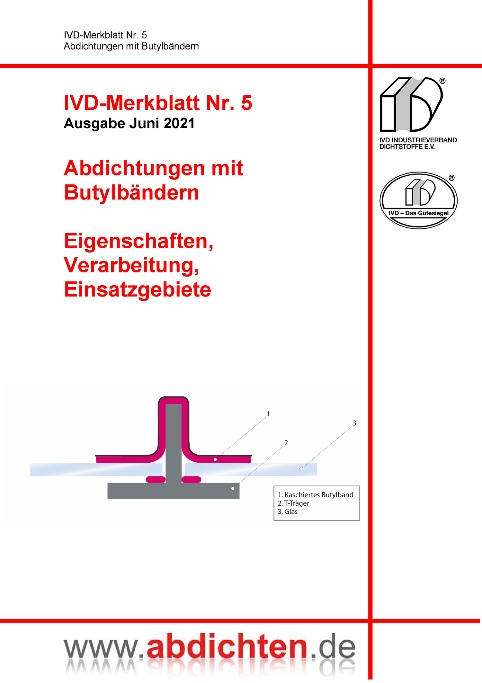 IVD-Merkblatt Nr. 5
Abdichtungen mit Butylbändern
IVD-Merkblatt Nr. 5
Ausgabe Juni 2021
Abdichtungen mit
Butylbändern
Eigenschaften,
Verarbeitung,
Einsatzgebiete
®
IVD INDUSTRIEVERBAND
DICHTSTOFFE E.V.
®
IVD – Das Gütesiegel
1
2
3
1. Kaschiertes Butylband
2. T-Träger
3. Glas
www.abdichten.de